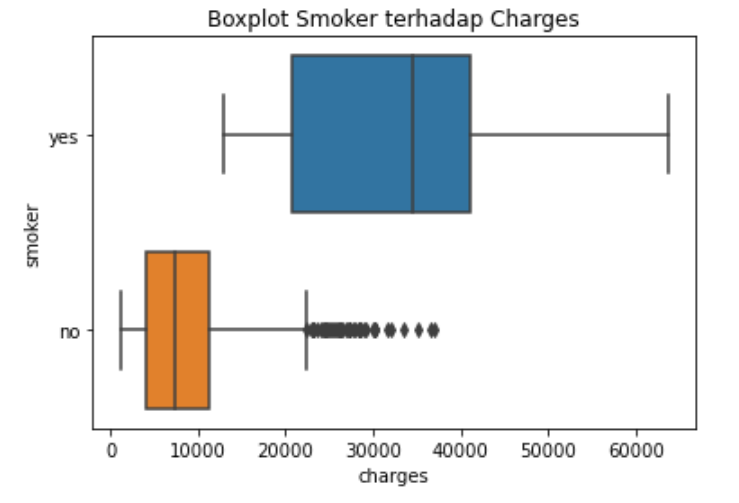 Boxplot Smoker terhadap Charges
yes
no
smoker
0 10000 20000 30000 40000 50000 60000
charges